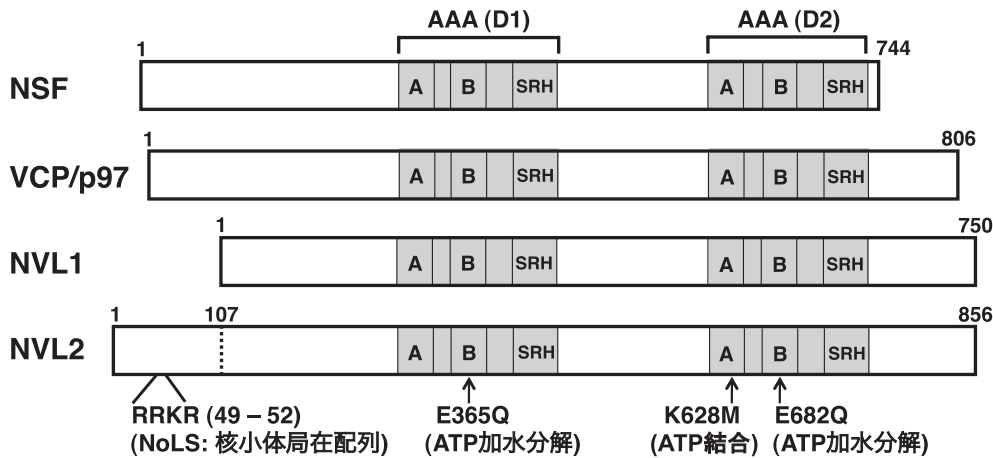 AAA (D1) AAA (D2)
1 744
NSF A B SRH A B SRH
1 806
VCP/p97 A B SRH A B SRH
1 750
NVL1 A B SRH A B SRH
1 107 856
NVL2 A B SRH A B SRH
RRKR (49 – 52) E365Q K628M E682Q
(NoLS: 核小体局在配列) (ATP加水分解) (ATP結合) (ATP加水分解)